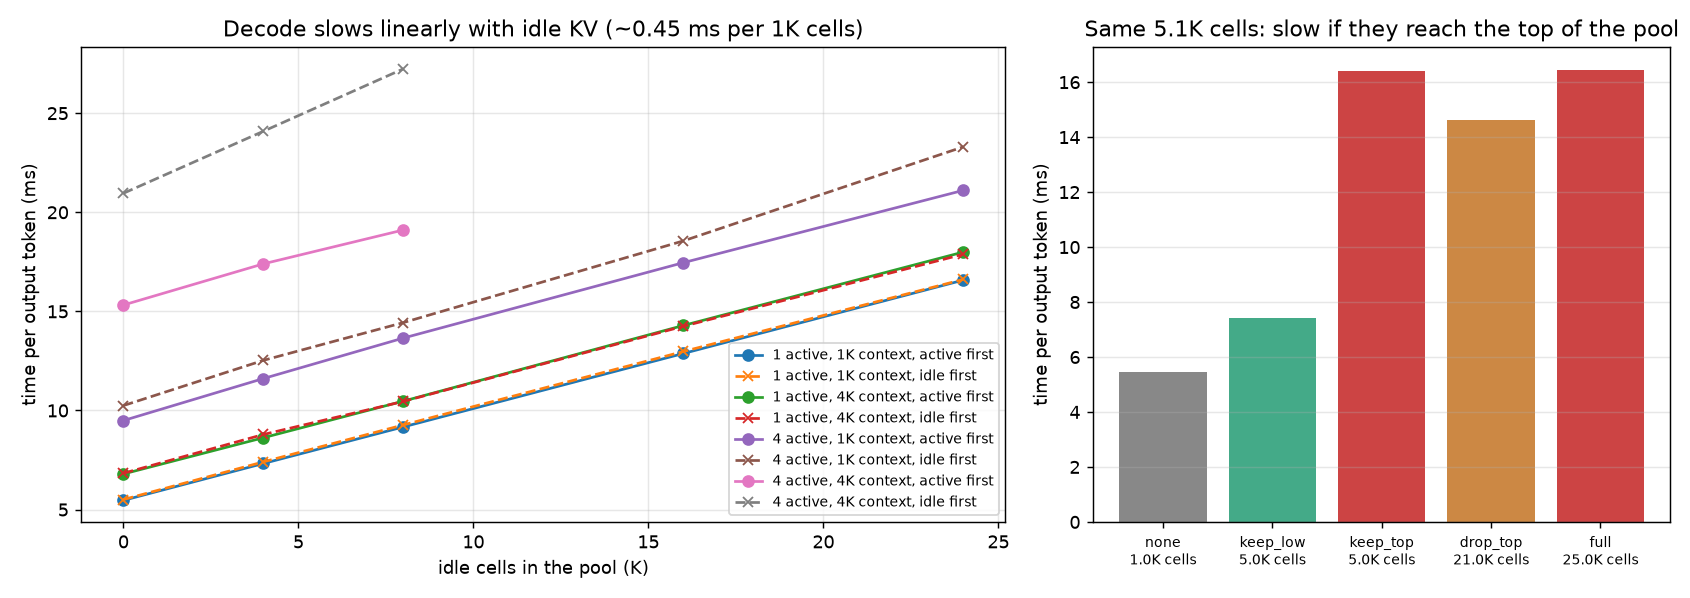 Decode slows linearly with idle KV (~0.45 ms per 1K cells)
time per output token (ms)
25
20
15
10
5
0
5
10
15
20
25
idle cells in the pool (K)
1 active, 1K context, active first
1 active, 1K context, idle first
1 active, 4K context, active first
1 active, 4K context, idle first
4 active, 1K context, active first
4 active, 1K context, idle first
4 active, 4K context, active first
4 active, 4K context, idle first
Same 5.1K cells: slow if they reach the top of the pool
time per output token (ms)
16
14
12
10
8
6
4
2
0
none
1.0K cells
keep_low
5.0K cells
keep_top
5.0K cells
drop_top
21.0K cells
full
25.0K cells